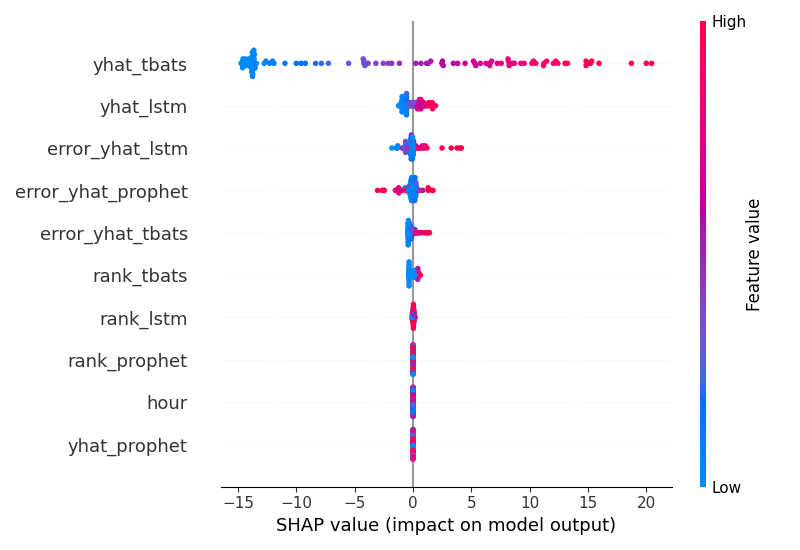 High
yhat_tbats
yhat_lstm
error_yhat_lstm
error_yhat_prophet
error_yhat_tbats
rank_tbats
rank_lstm
rank_prophet
hour
yhat_prophet
Feature value
Low
−15 −10 −5 0 5 10 15 20
SHAP value (impact on model output)